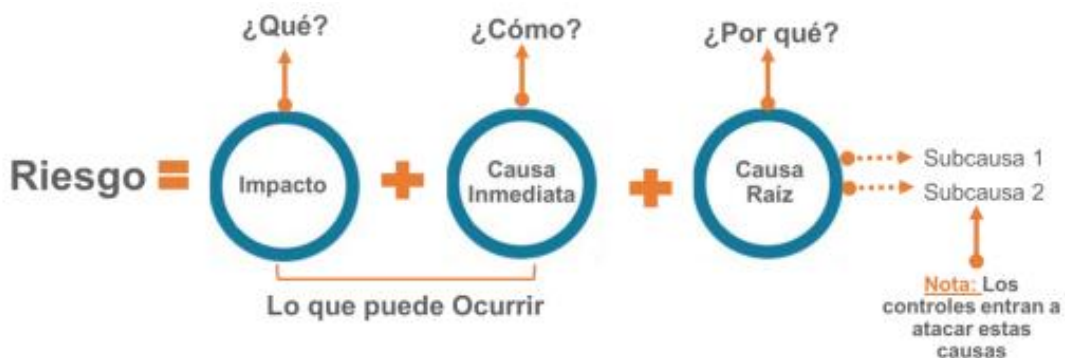 ¿Qué?
¿Cómo?
¿Por qué?
Riesgo =
Impacto
+
Causa
Inmediata
+
Causa
Raíz
Subcausa 1
Subcausa 2
Lo que puede Ocurrir
Nota: Los
controles entran a
atacar estas
causas